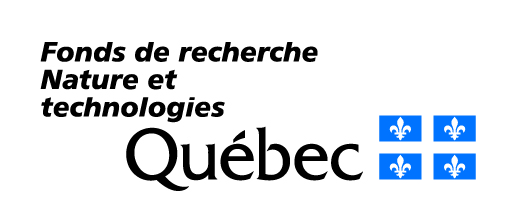 Fonds de recherche
Nature et
technologies
Québec